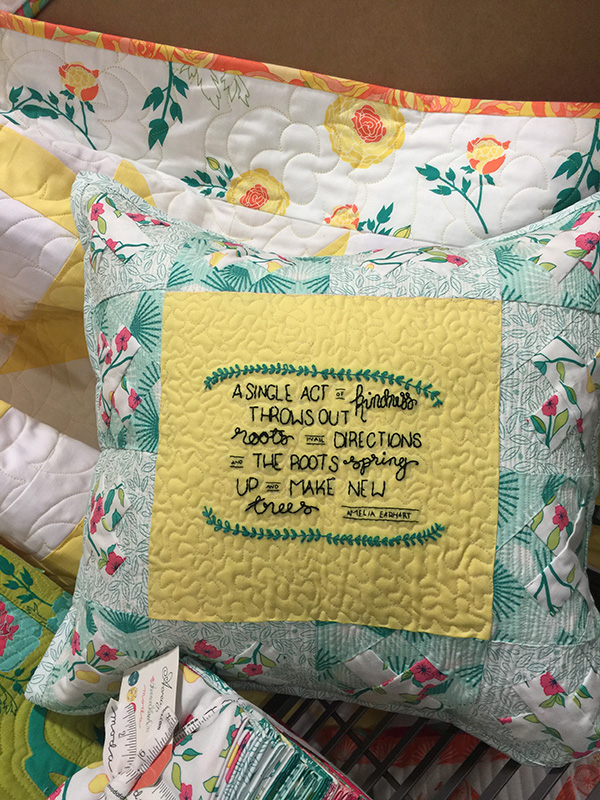 A SINGLE ACT OF kindness
THROWS OUT
roots IN ALL DIRECTIONS
AND THE ROOTS spring
UP AND MAKE NEW
trees AMELIA EARHART
moda